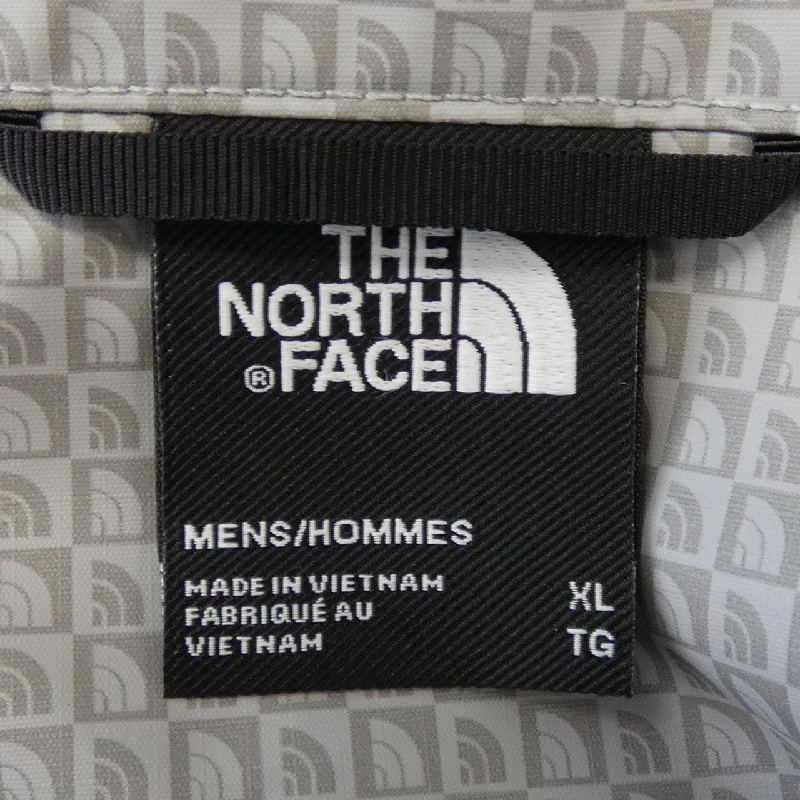 THE
NORTH
®FACE
MENS/HOMMES
MADE IN VIETNAM
FABRIQUÉ AU
VIETNAM
XL
TG